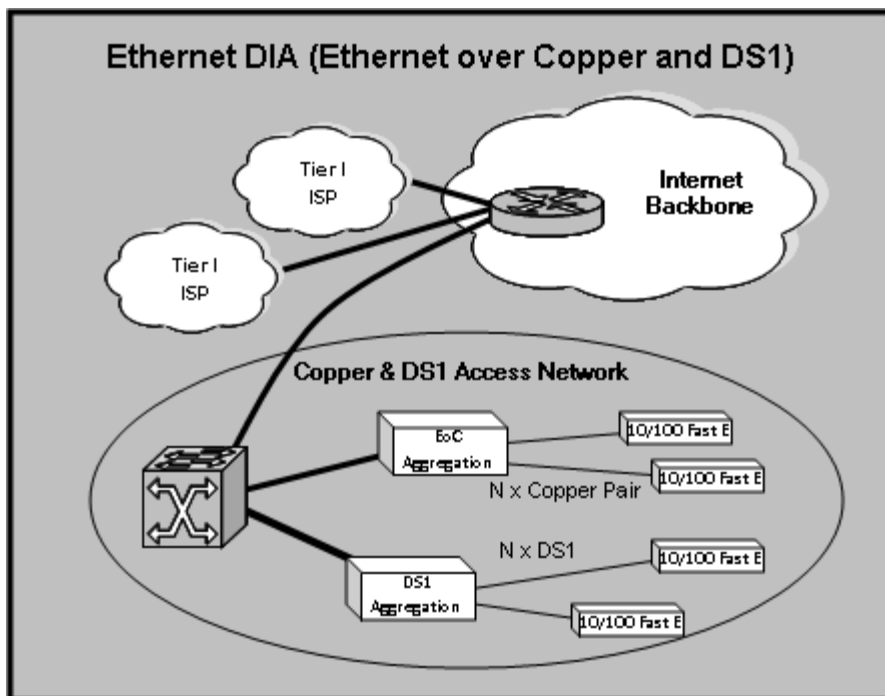 Ethernet DIA (Ethernet over Copper and DS1)
Tier I
ISP
Internet
Backbone
Tier I
ISP
Copper & DS1 Access Network
EoC
Aggregation
10/100 Fast E
10/100 Fast E
N x Copper Pair
N x DS1
10/100 Fast E
DS1
Aggregation
10/100 Fast E